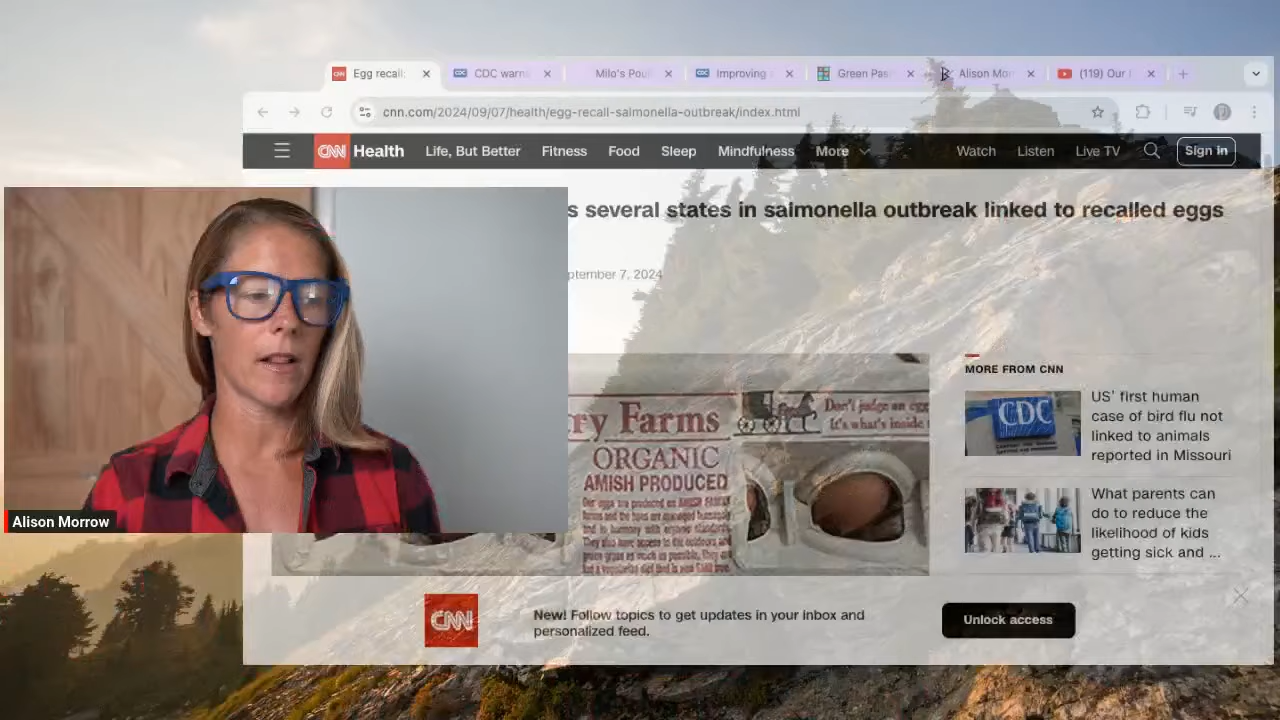 Egg recall:
CDC warns
Milo's Poul
Improving
Green Pas
Alison Mor
(119) Our
cnn.com/2024/09/07/health/egg-recall-salmonella-outbreak/index.html
CNN Health Life, But Better Fitness Food Sleep Mindfulness More Watch Listen Live TV Sign in
s several states in salmonella outbreak linked to recalled eggs
ptember 7, 2024
MORE FROM CNN
US' first human
case of bird flu not
linked to animals
reported in Missouri
CDC
What parents can
do to reduce the
likelihood of kids
getting sick and ...
ry Farms
ORGANIC
AMISH PRODUCED
Don't judge an egg
It's what's inside
Alison Morrow
CNN
New! Follow topics to get updates in your inbox and
personalized feed.
Unlock access